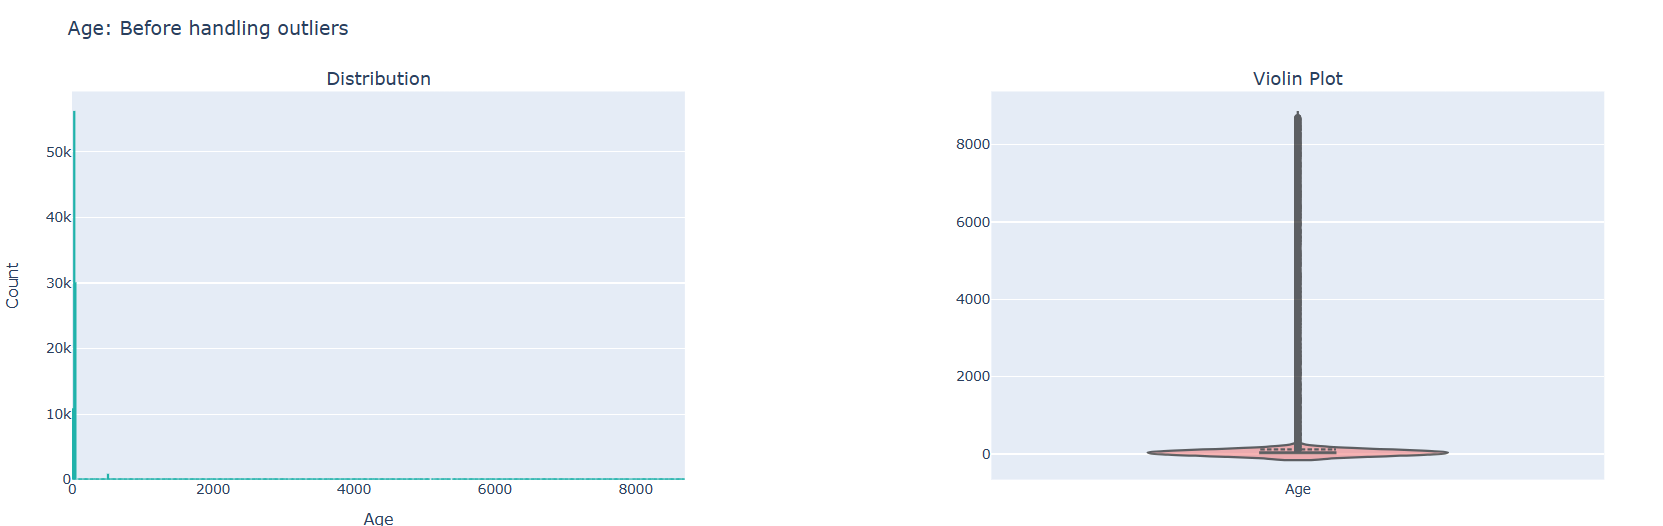 Age: Before handling outliers
Distribution
Violin Plot
50k
40k
30k
20k
10k
0
Count
0 2000 4000 6000 8000
Age
8000
6000
4000
2000
0
Age